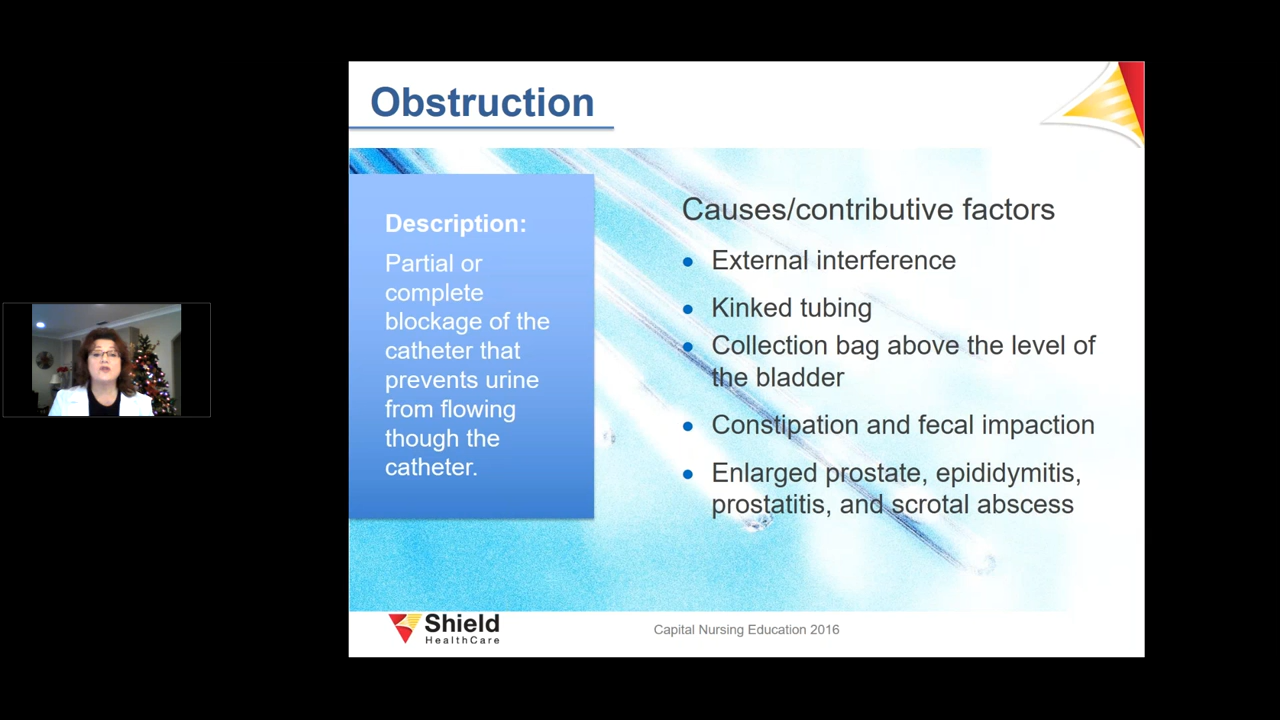 Obstruction
Description:
Partial or
complete
blockage of the
catheter that
prevents urine
from flowing
though the
catheter.
Causes/contributive factors
External interference
Kinked tubing
Collection bag above the level of
the bladder
Constipation and fecal impaction
Enlarged prostate, epididymitis,
prostatitis, and scrotal abscess
Shield
HealthCare
Capital Nursing Education 2016